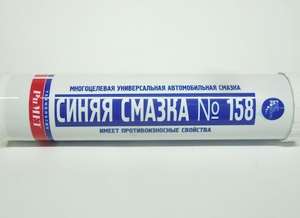 МНОГОЦЕЛЕВАЯ УНИВЕРСАЛЬНАЯ АВТОМОБИЛЬНАЯ СМАЗКА
СИНЯЯ СМАЗКА № 158
ИМЕЕТ ПРОТИВОИЗНОСНЫЕ СВОЙСТВА